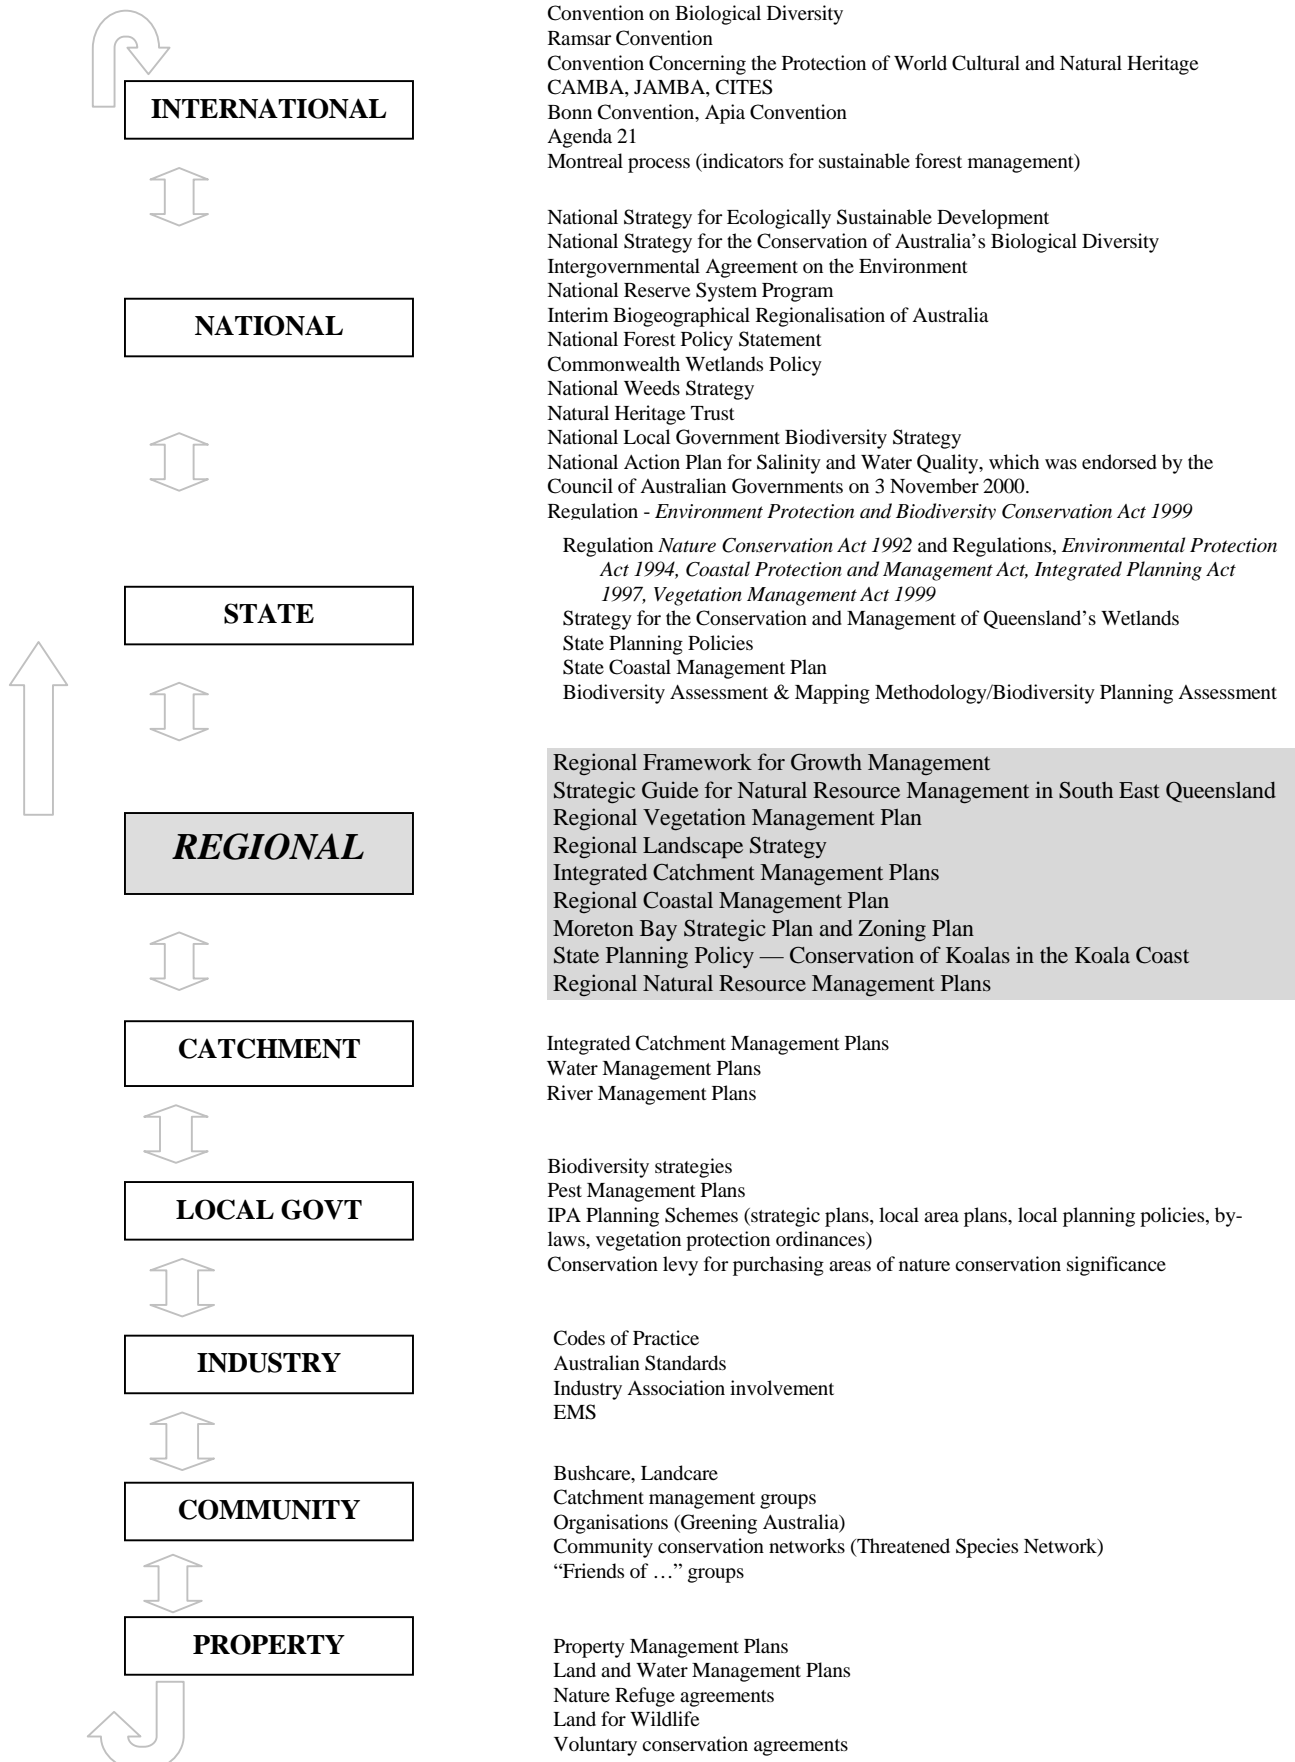 Convention on Biological Diversity
Ramsar Convention
Convention Concerning the Protection of World Cultural and Natural Heritage
CAMBA, JAMBA, CITES
Bonn Convention, Apia Convention
Agenda 21
Montreal process (indicators for sustainable forest management)
INTERNATIONAL
National Strategy for Ecologically Sustainable Development
National Strategy for the Conservation of Australia’s Biological Diversity
Intergovernmental Agreement on the Environment
National Reserve System Program
Interim Biogeographical Regionalisation of Australia
National Forest Policy Statement
Commonwealth Wetlands Policy
National Weeds Strategy
Natural Heritage Trust
National Local Government Biodiversity Strategy
National Action Plan for Salinity and Water Quality, which was endorsed by the
Council of Australian Governments on 3 November 2000.
Regulation - Environment Protection and Biodiversity Conservation Act 1999
NATIONAL
Regulation Nature Conservation Act 1992 and Regulations, Environmental Protection
Act 1994, Coastal Protection and Management Act, Integrated Planning Act
1997, Vegetation Management Act 1999
Strategy for the Conservation and Management of Queensland’s Wetlands
State Planning Policies
State Coastal Management Plan
Biodiversity Assessment & Mapping Methodology/Biodiversity Planning Assessment
STATE
Regional Framework for Growth Management
Strategic Guide for Natural Resource Management in South East Queensland
Regional Vegetation Management Plan
Regional Landscape Strategy
Integrated Catchment Management Plans
Regional Coastal Management Plan
Moreton Bay Strategic Plan and Zoning Plan
State Planning Policy — Conservation of Koalas in the Koala Coast
Regional Natural Resource Management Plans
REGIONAL
CATCHMENT
Integrated Catchment Management Plans
Water Management Plans
River Management Plans
LOCAL GOVT
Biodiversity strategies
Pest Management Plans
IPA Planning Schemes (strategic plans, local area plans, local planning policies, by-
laws, vegetation protection ordinances)
Conservation levy for purchasing areas of nature conservation significance
INDUSTRY
Codes of Practice
Australian Standards
Industry Association involvement
EMS
COMMUNITY
Bushcare, Landcare
Catchment management groups
Organisations (Greening Australia)
Community conservation networks (Threatened Species Network)
“Friends of …” groups
PROPERTY
Property Management Plans
Land and Water Management Plans
Nature Refuge agreements
Land for Wildlife
Voluntary conservation agreements